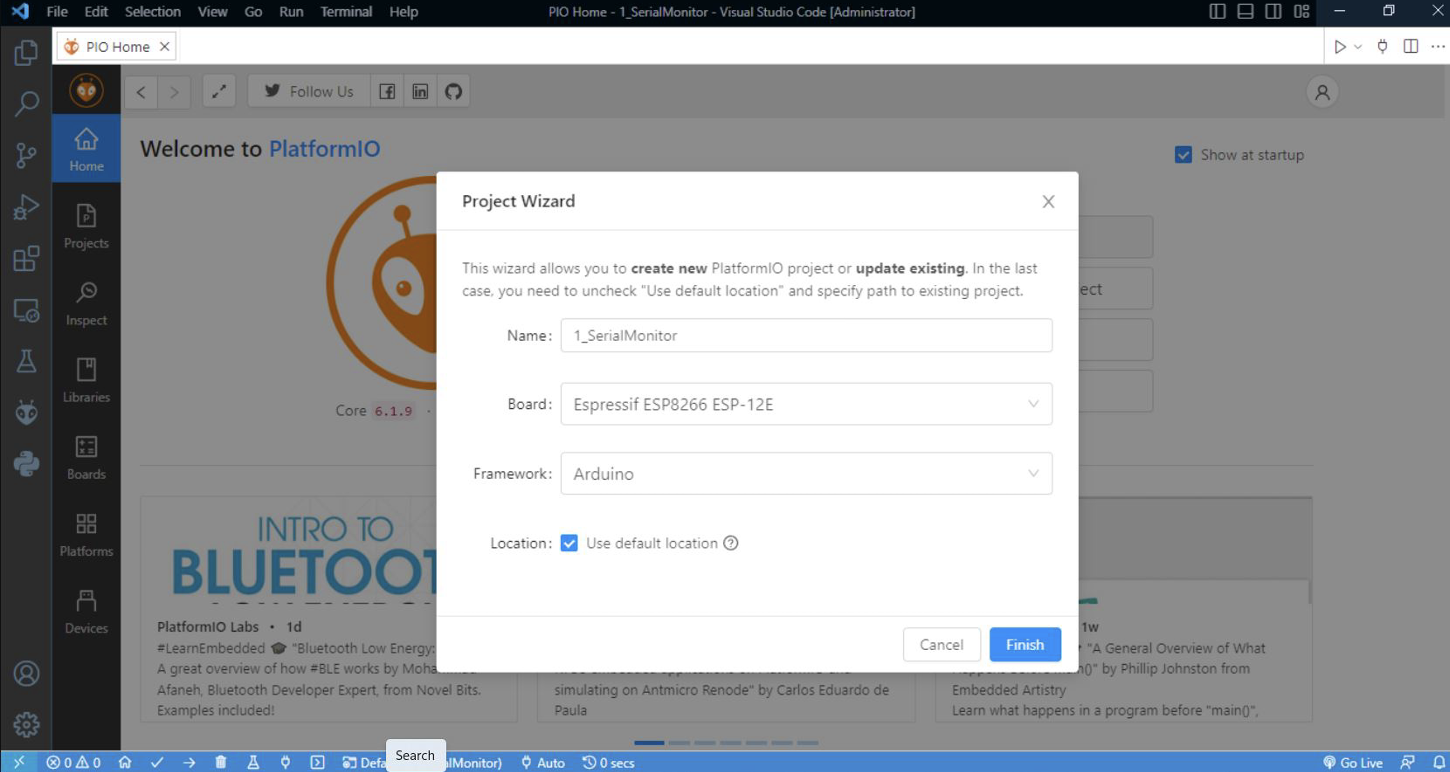 File Edit Selection View Go Run Terminal Help
PIO Home - 1_SerialMonitor - Visual Studio Code [Administrator]
PIO Home
Follow Us
Home
Projects
Inspect
Libraries
Boards
Platforms
Devices
Welcome to PlatformIO
Show at startup
Core 6.1.9 ·
ect
Project Wizard
This wizard allows you to create new PlatformIO project or update existing. In the last
case, you need to uncheck "Use default location" and specify path to existing project.
Name: 1_SerialMonitor
Board: Espressif ESP8266 ESP-12E
Framework: Arduino
Location: Use default location
Cancel Finish
INTRO TO
BLUETOO
PlatformIO Labs • 1d
#LearnEmbedded 🎓 "Bluetooth Low Energy:
A great overview of how #BLE works by
Afaneh, Bluetooth Developer Expert, from Novel Bits.
Examples included!
simulating on Antmicro Renode" by Carlos Eduardo de
Paula
1w
"A General Overview of What
by Phillip Johnston from
Embedded Artistry
Learn what happens in a program before "main()",
0 0
Search
Auto
0 secs
Go Live